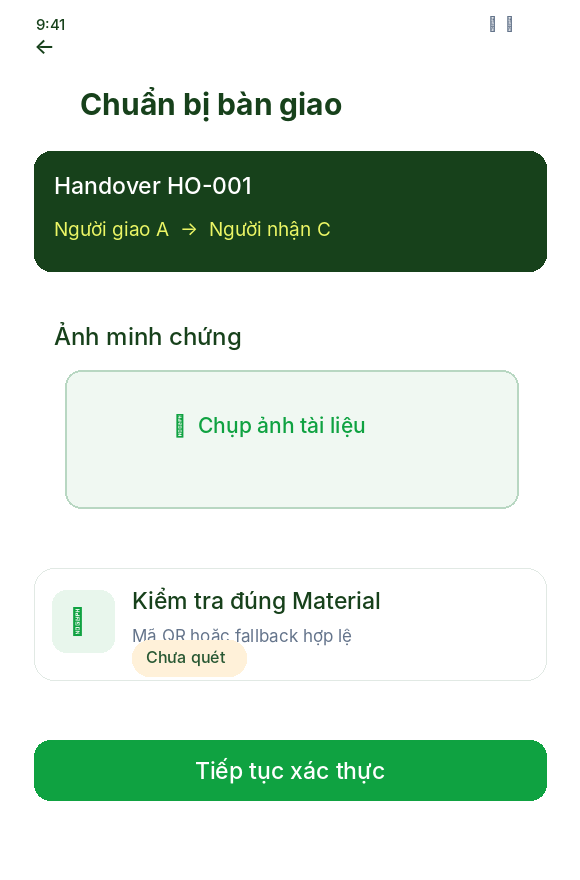 9:41
←
Chuẩn bị bàn giao
Handover HO-001
Người giao A → Người nhận C
Ảnh minh chứng
Chụp ảnh tài liệu
Kiểm tra đúng Material
Mã QR hoặc fallback hợp lệ
Chưa quét
Tiếp tục xác thực